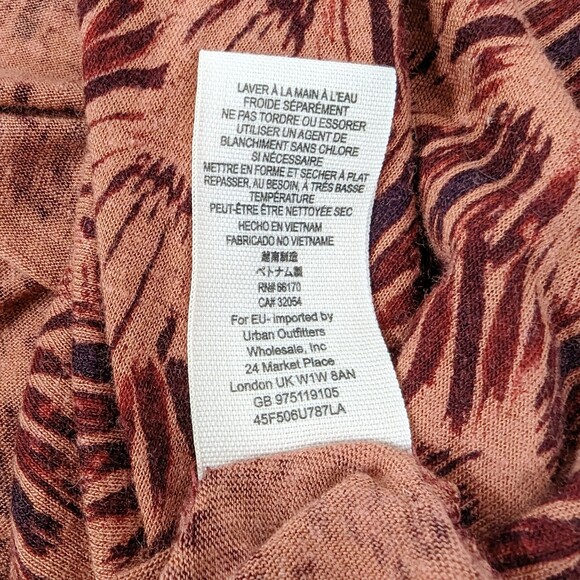 LAVER À LA MAIN À L'EAU
FROIDE SÉPARÉMENT
NE PAS TORDRE OU ESSORER
UTILISER UN AGENT DE
BLANCHIMENT SANS CHLORE
SI NÉCESSAIRE
METTRE EN FORME ET SECHER À PLAT
REPASSER, AU BESOIN, À TRÈS BASSE
TEMPÉRATURE
PEUT-ÊTRE ÊTRE NETTOYÉE SEC
HECHO EN VIETNAM
FABRICADO NO VIETNAME
越南制造
ベトナム製
RN# 66170
CA# 32054
For EU- imported by
Urban Outfitters
Wholesale, Inc
24 Market Place
London UK W1W 8AN
GB 975119105
45F506U787LA